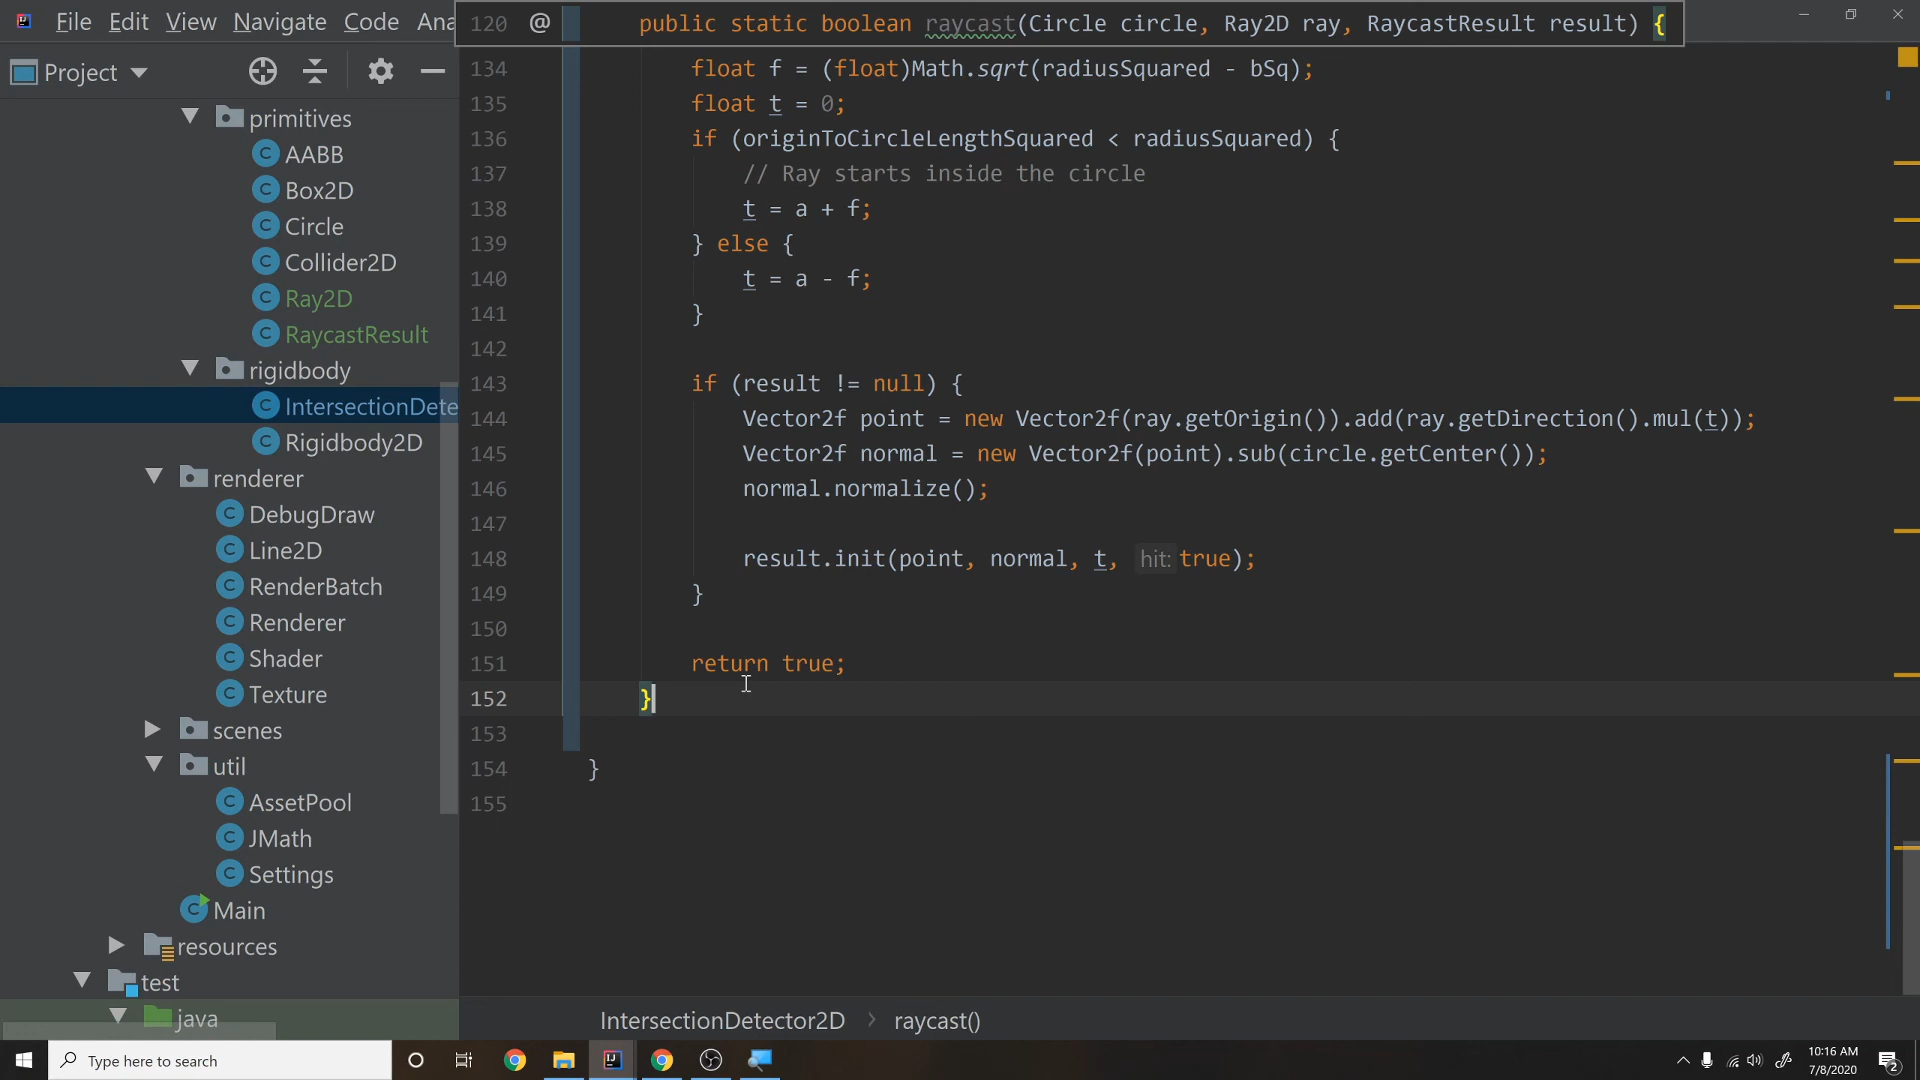 File Edit View Navigate Code Ana
120 @ public static boolean raycast(Circle circle, Ray2D ray, RaycastResult result) {
Project
primitives
AABB
Box2D
Circle
Collider2D
Ray2D
RaycastResult
rigidbody
IntersectionDete
Rigidbody2D
renderer
DebugDraw
Line2D
RenderBatch
Renderer
Shader
Texture
scenes
util
AssetPool
JMath
Settings
Main
resources
test
java
134 float f = (float)Math.sqrt(radiusSquared - bSq);
135 float t = 0;
136 if (originToCircleLengthSquared < radiusSquared) {
137 // Ray starts inside the circle
138 t = a + f;
139 } else {
140 t = a - f;
141 }
142
143 if (result != null) {
144 Vector2f point = new Vector2f(ray.getOrigin()).add(ray.getDirection().mul(t));
145 Vector2f normal = new Vector2f(point).sub(circle.getCenter());
146 normal.normalize();
147
148 result.init(point, normal, t, hit: true);
149 }
150
151 return true;
152 }
153
154 }
155
IntersectionDetector2D > raycast()
Type here to search
10:16 AM
7/8/2020
2